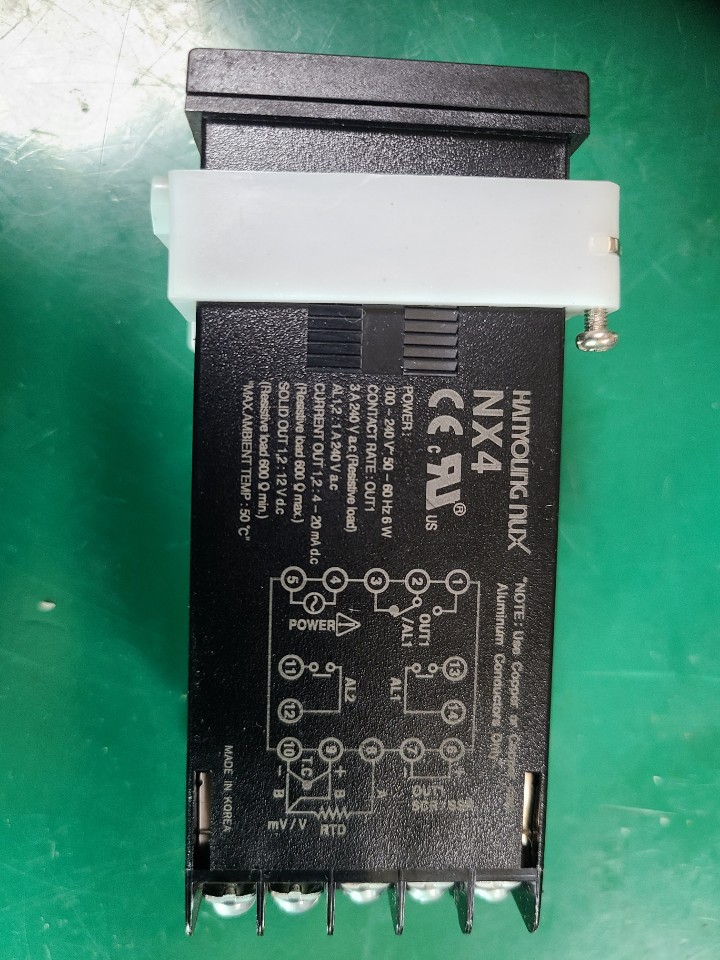 HANYOUNG NUX
NX4
CE c UL ® US
POWER :
100 - 240 V~ 50 - 60 Hz 6 W
CONTACT RATE : OUT1
3 A 240 V a.c (Resistive load)
AL1,2 : 1 A 240 V a.c
CURRENT OUT 1,2 : 4 - 20 mA d.c
(Resistive load 600 Ω max.)
SOLID OUT 1,2 : 12 V d.c
(Resistive load 600 Ω min.)
"MAX.AMBIENT TEMP : 50 ℃"
"NOTE : Use Copper or
Aluminum Conductors Only"
1 2 3 4 5
OUT1
/AL1
POWER
13 14
AL1
11 12
AL2
6 7 8 9 10
+ -
OUT1
A
+ B
T.C
- B
RTD
mV/V
MADE IN KOREA